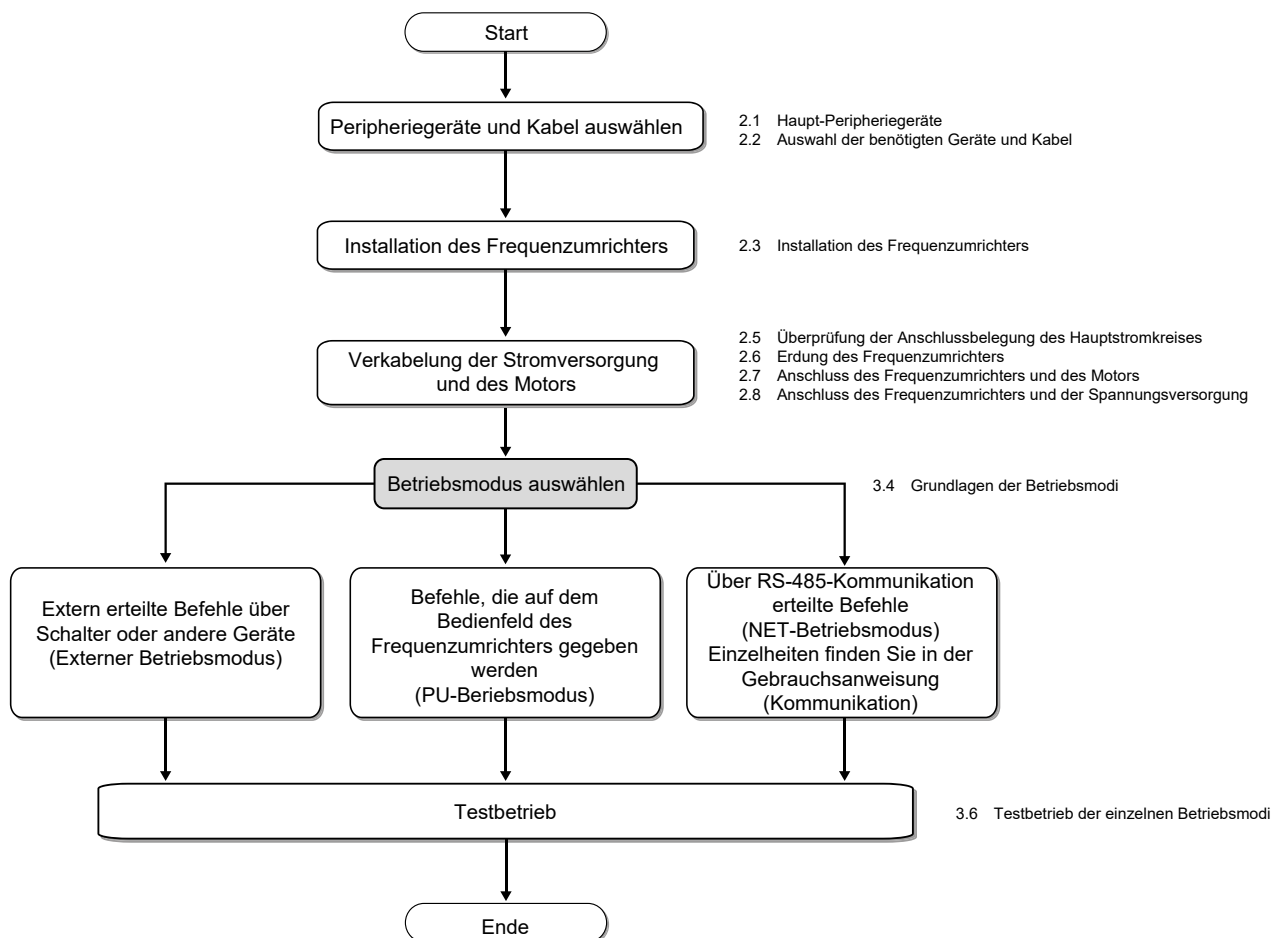 Start
Peripheriegeräte und Kabel auswählen
2.1 Haupt-Peripheriegeräte
2.2 Auswahl der benötigten Geräte und Kabel
Installation des Frequenzumrichters
2.3 Installation des Frequenzumrichters
Verkabelung der Stromversorgung
und des Motors
2.5 Überprüfung der Anschlussbelegung des Hauptstromkreises
2.6 Erdung des Frequenzumrichters
2.7 Anschluss des Frequenzumrichters und des Motors
2.8 Anschluss des Frequenzumrichters und der Spannungsversorgung
Betriebsmodus auswählen
3.4 Grundlagen der Betriebsmodi
Extern erteilte Befehle über
Schalter oder andere Geräte
(Externer Betriebsmodus)
Befehle, die auf dem
Bedienfeld des
Frequenzumrichters gegeben
werden
(PU-Beriebsmodus)
Über RS-485-Kommunikation
erteilte Befehle
(NET-Betriebsmodus)
Einzelheiten finden Sie in der
Gebrauchsanweisung
(Kommunikation)
Testbetrieb
3.6 Testbetrieb der einzelnen Betriebsmodi
Ende